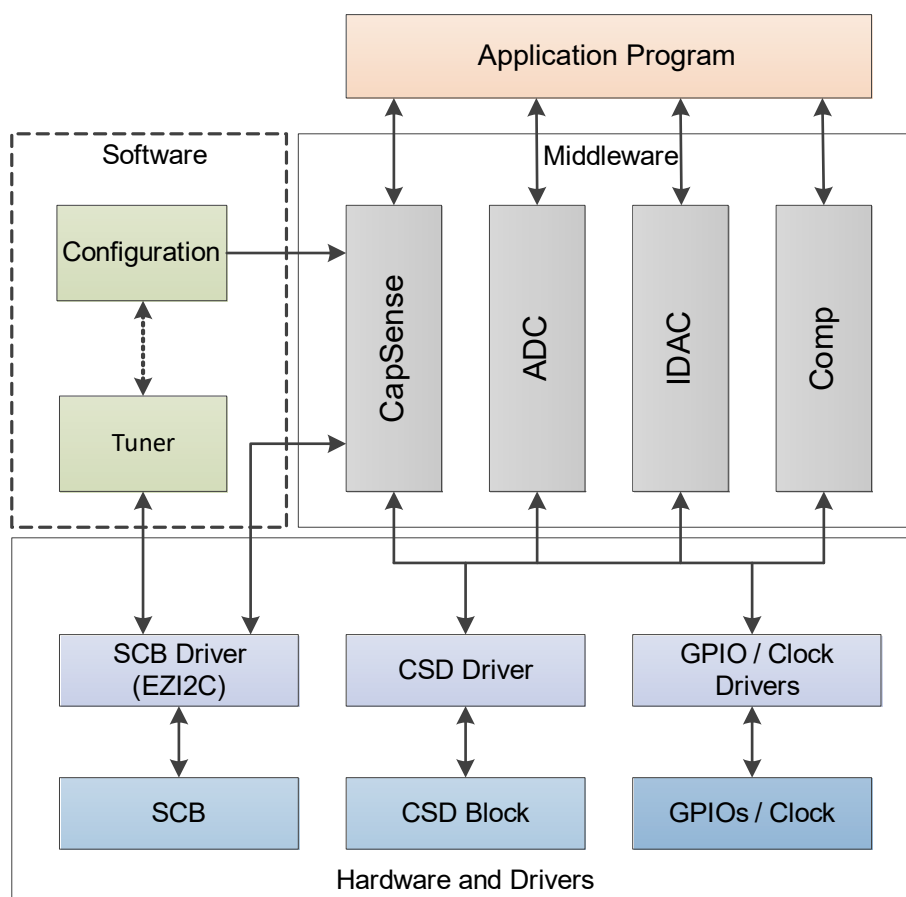 Application Program
Software
Middleware
Configuration
Tuner
CapSense
ADC
IDAC
Comp
SCB Driver
(EZI2C)
CSD Driver
GPIO / Clock
Drivers
SCB
CSD Block
GPIOs / Clock
Hardware and Drivers